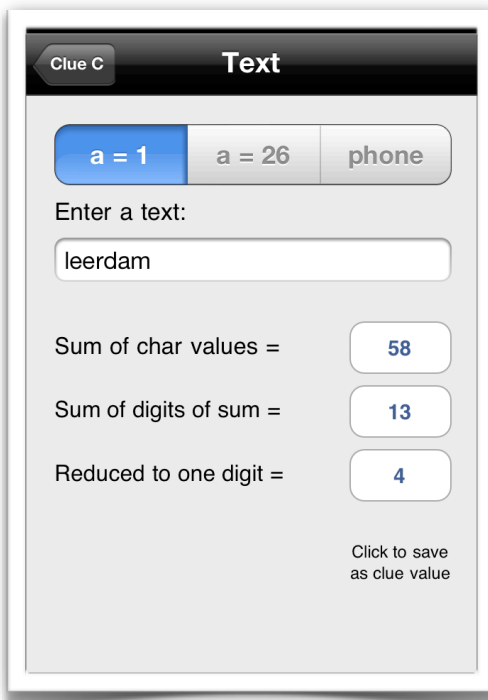 Clue C Text
a = 1 a = 26 phone
Enter a text:
leerdam
Sum of char values = 58
Sum of digits of sum = 13
Reduced to one digit = 4
Click to save
as clue value